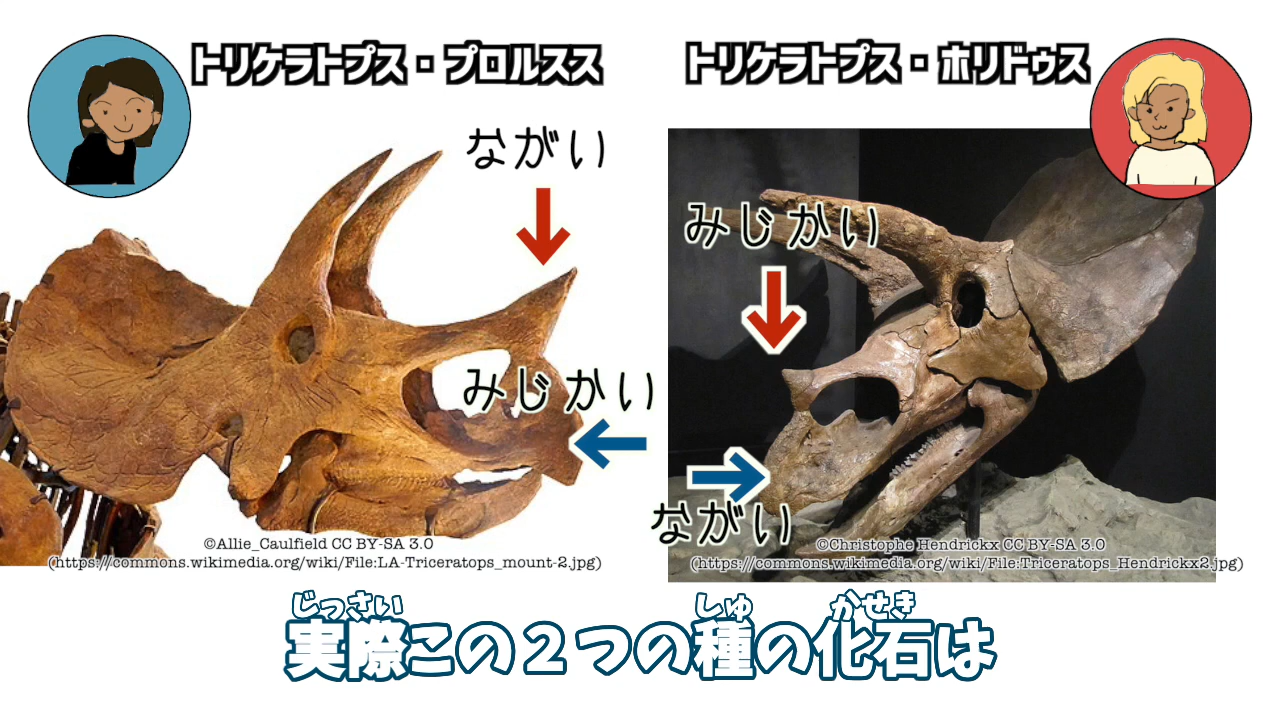 トリケラトプス・プロルスス
トリケラトプス・ホリドゥス
ながい
みじかい
みじかい
ながい
©Allie_Caulfield CC BY-SA 3.0
(https://commons.wikimedia.org/wiki/File:LA-Triceratops_mount-2.jpg)
©Christophe Hendrickx CC BY-SA 3.0
(https://commons.wikimedia.org/wiki/File:Triceratops_Hendrickx2.jpg)
じっさい しゅ かせき
実際この2つの種の化石は